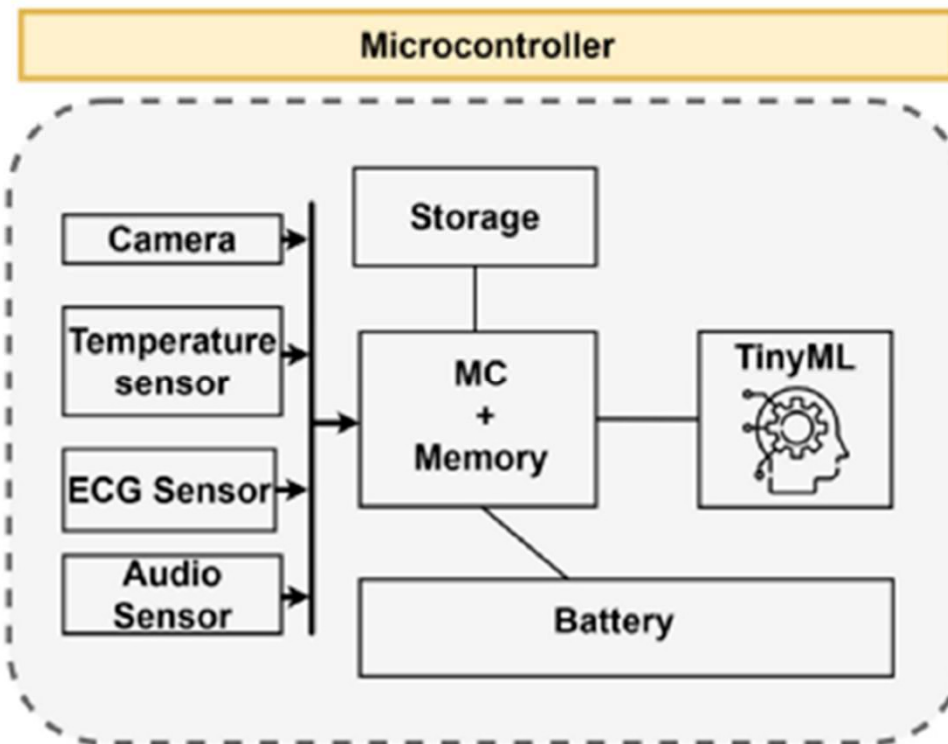 Microcontroller
Camera
Temperature
sensor
ECG Sensor
Audio
Sensor
Storage
MC
+
Memory
TinyML
Battery